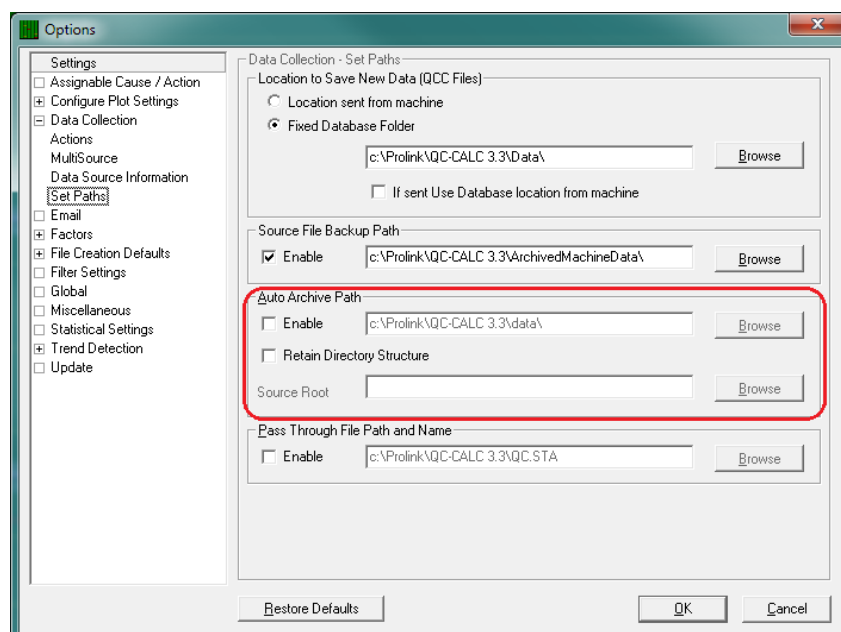 Options
Settings
Assignable Cause / Action
Configure Plot Settings
Data Collection
Actions
MultiSource
Data Source Information
Set Paths
Email
Factors
File Creation Defaults
Filter Settings
Global
Miscellaneous
Statistical Settings
Trend Detection
Update
Data Collection - Set Paths
Location to Save New Data (QCC Files)
Location sent from machine
Fixed Database Folder
c:\Prolink\QC-CALC 3.3\Data\ Browse
If sent Use Database location from machine
Source File Backup Path
Enable c:\Prolink\QC-CALC 3.3\ArchivedMachineData\ Browse
Auto Archive Path
Enable c:\Prolink\QC-CALC 3.3\data\ Browse
Retain Directory Structure
Source Root Browse
Pass Through File Path and Name
Enable c:\Prolink\QC-CALC 3.3\QC.STA Browse
Restore Defaults OK Cancel